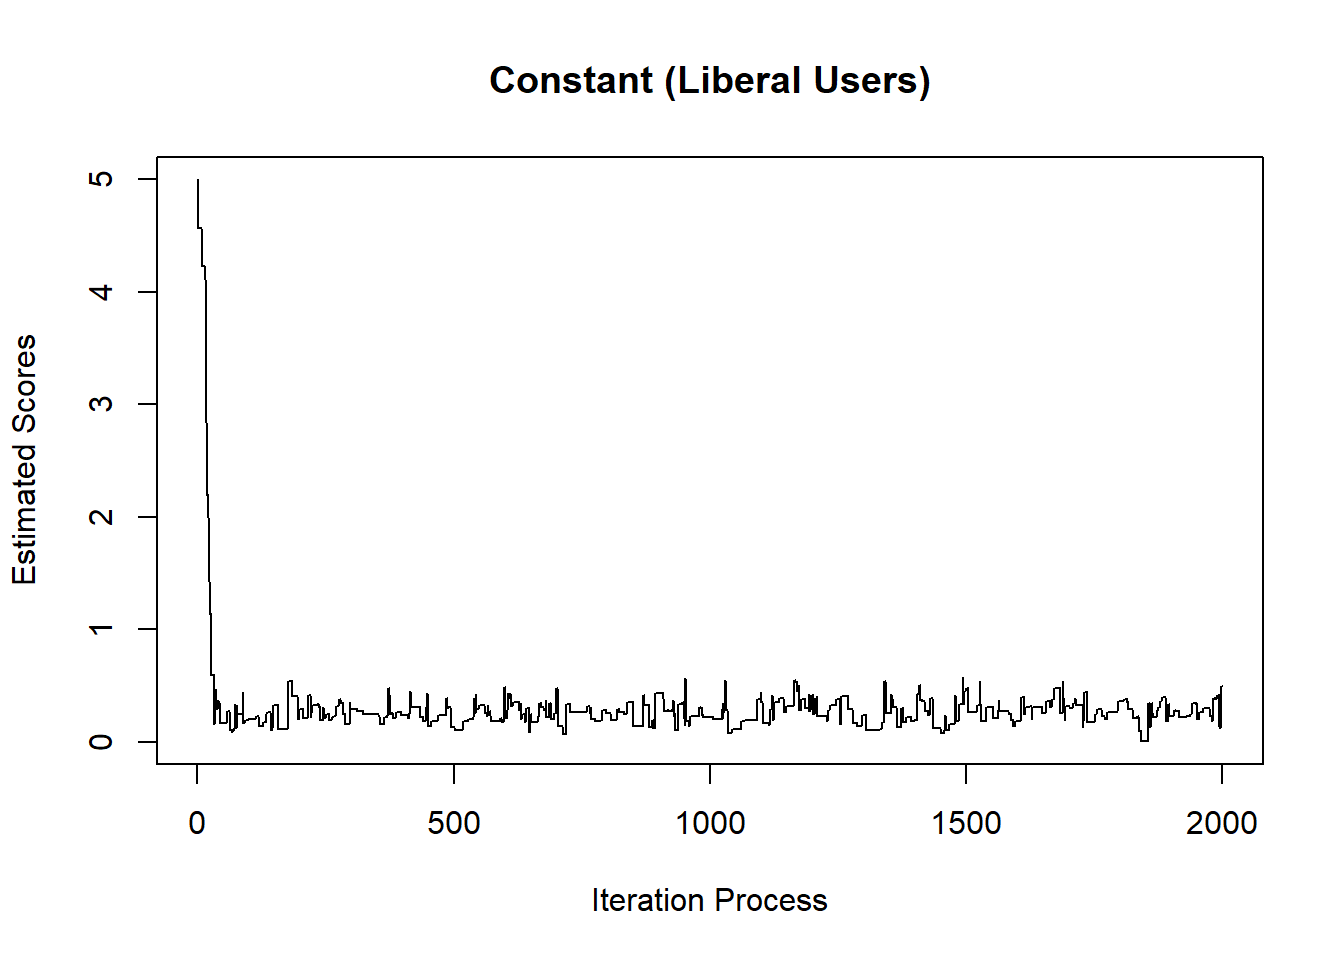 Constant (Liberal Users)
Estimated Scores
5
4
3
2
1
0
0 500 1000 1500 2000
Iteration Process